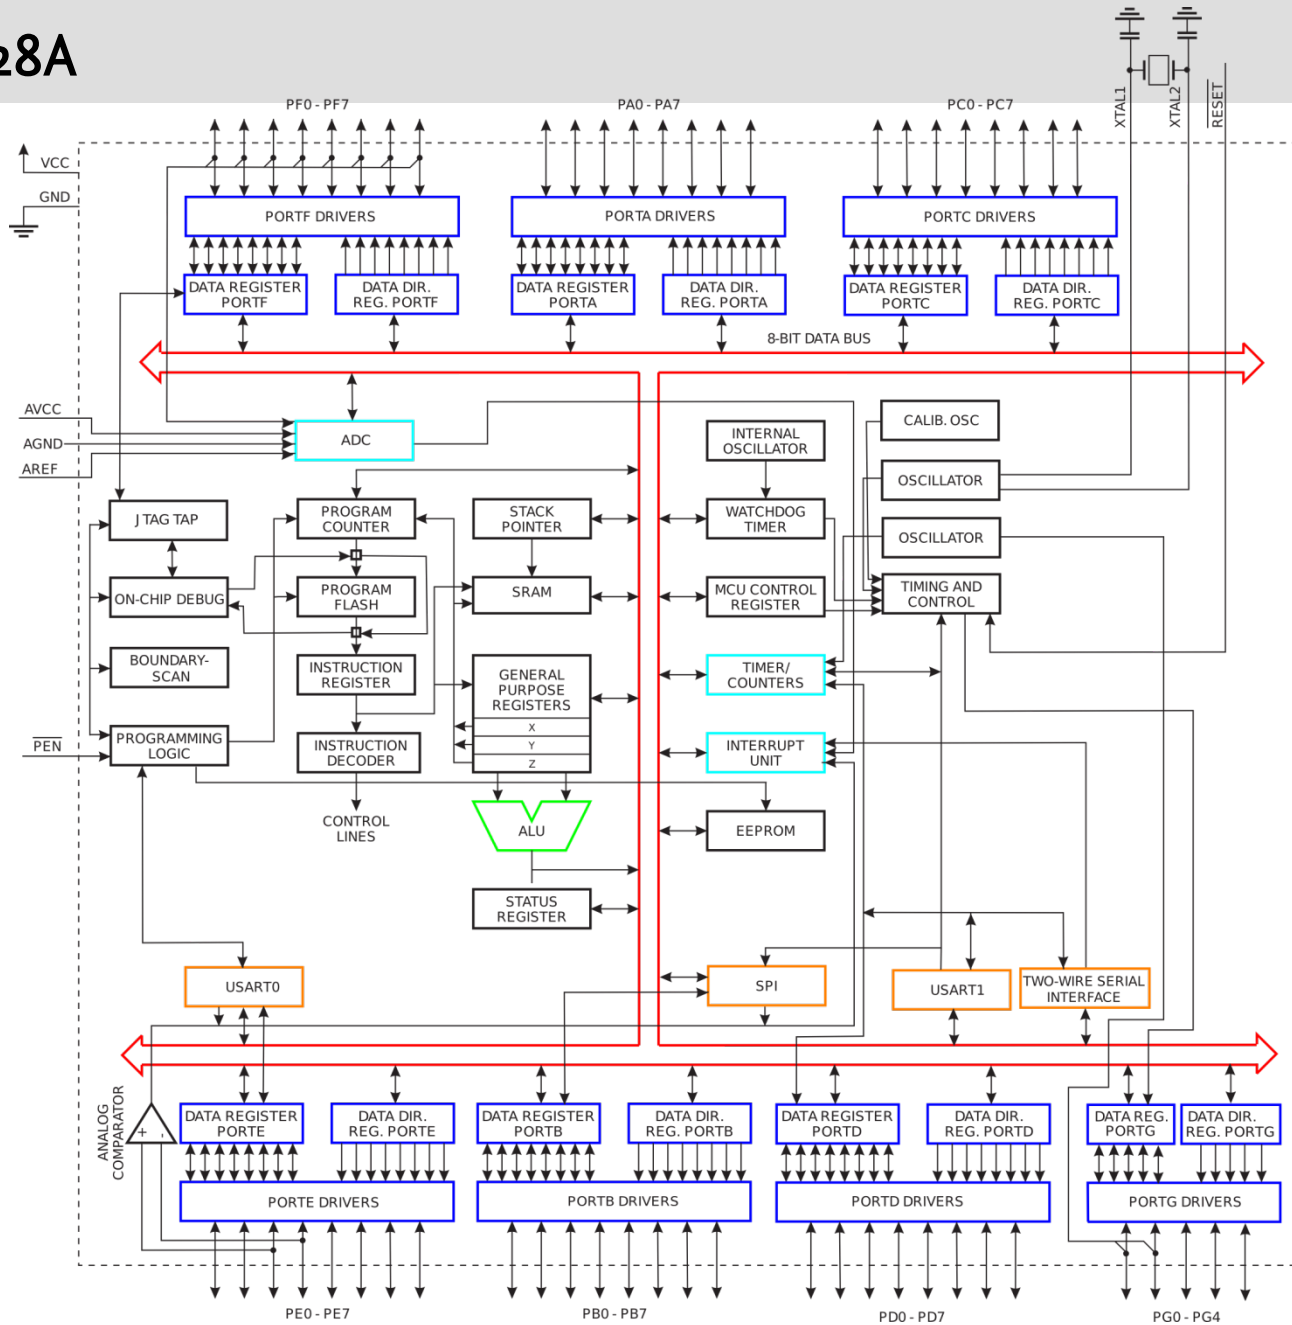 28A
PF0 - PF7
PA0 - PA7
PC0 - PC7
XTAL1
XTAL2
RESET
VCC
GND
PORTF DRIVERS
PORTA DRIVERS
PORTC DRIVERS
DATA REGISTER
PORTF
DATA DIR.
REG. PORTF
DATA REGISTER
PORTA
DATA DIR.
REG. PORTA
DATA REGISTER
PORTC
DATA DIR.
REG. PORTC
8-BIT DATA BUS
AVCC
AGND
AREF
ADC
INTERNAL
OSCILLATOR
CALIB. OSC
OSCILLATOR
JTAG TAP
PROGRAM
COUNTER
STACK
POINTER
WATCHDOG
TIMER
OSCILLATOR
ON-CHIP DEBUG
PROGRAM
FLASH
SRAM
MCU CONTROL
REGISTER
TIMING AND
CONTROL
BOUNDARY-
SCAN
INSTRUCTION
REGISTER
GENERAL
PURPOSE
REGISTERS
X
Y
Z
TIMER/
COUNTERS
PEN
PROGRAMMING
LOGIC
INSTRUCTION
DECODER
INTERRUPT
UNIT
CONTROL
LINES
ALU
EEPROM
STATUS
REGISTER
USART0
SPI
USART1
TWO-WIRE SERIAL
INTERFACE
ANALOG
COMPARATOR
+
-
DATA REGISTER
PORTE
DATA DIR.
REG. PORTE
DATA REGISTER
PORTB
DATA DIR.
REG. PORTB
DATA REGISTER
PORTD
DATA DIR.
REG. PORTD
DATA REG.
PORTG
DATA DIR.
REG. PORTG
PORTE DRIVERS
PORTB DRIVERS
PORTD DRIVERS
PORTG DRIVERS
PE0 - PE7
PB0 - PB7
PD0 - PD7
PG0 - PG4